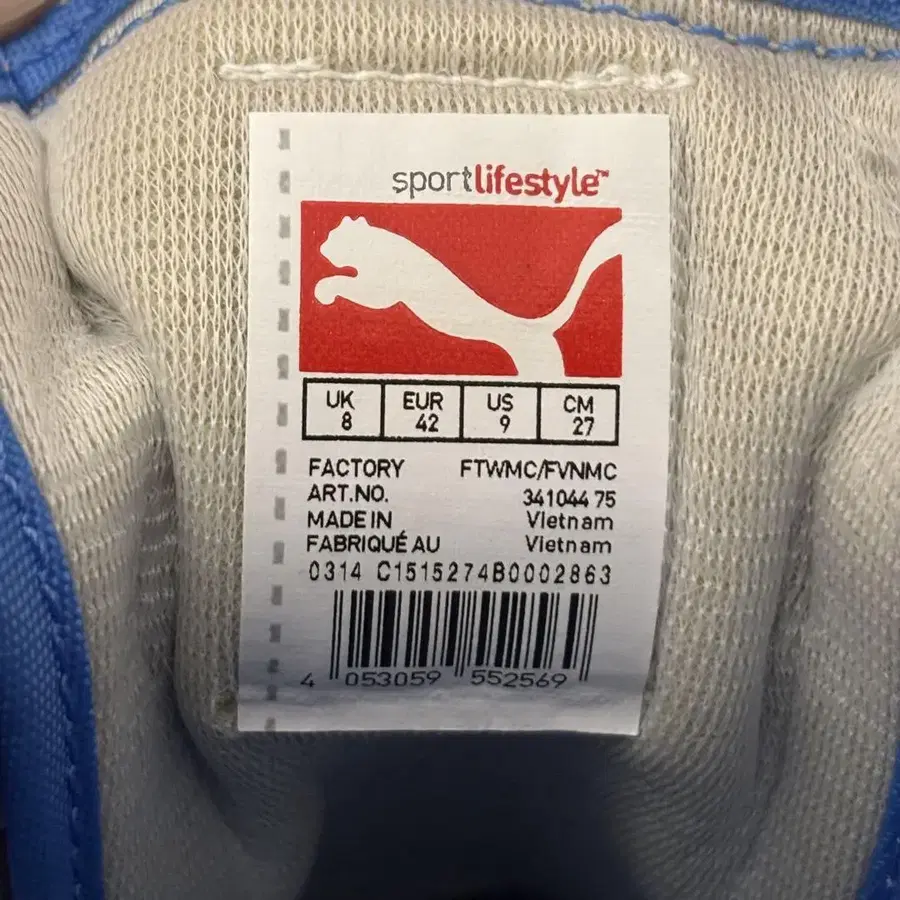 sportlifestyle™
UK EUR US CM
8 42 9 27
FACTORY FTWMC/FVNMC
ART.NO. 341044 75
MADE IN Vietnam
FABRIQUÉ AU Vietnam
0314 C1515274B0002863
4 053059 552569